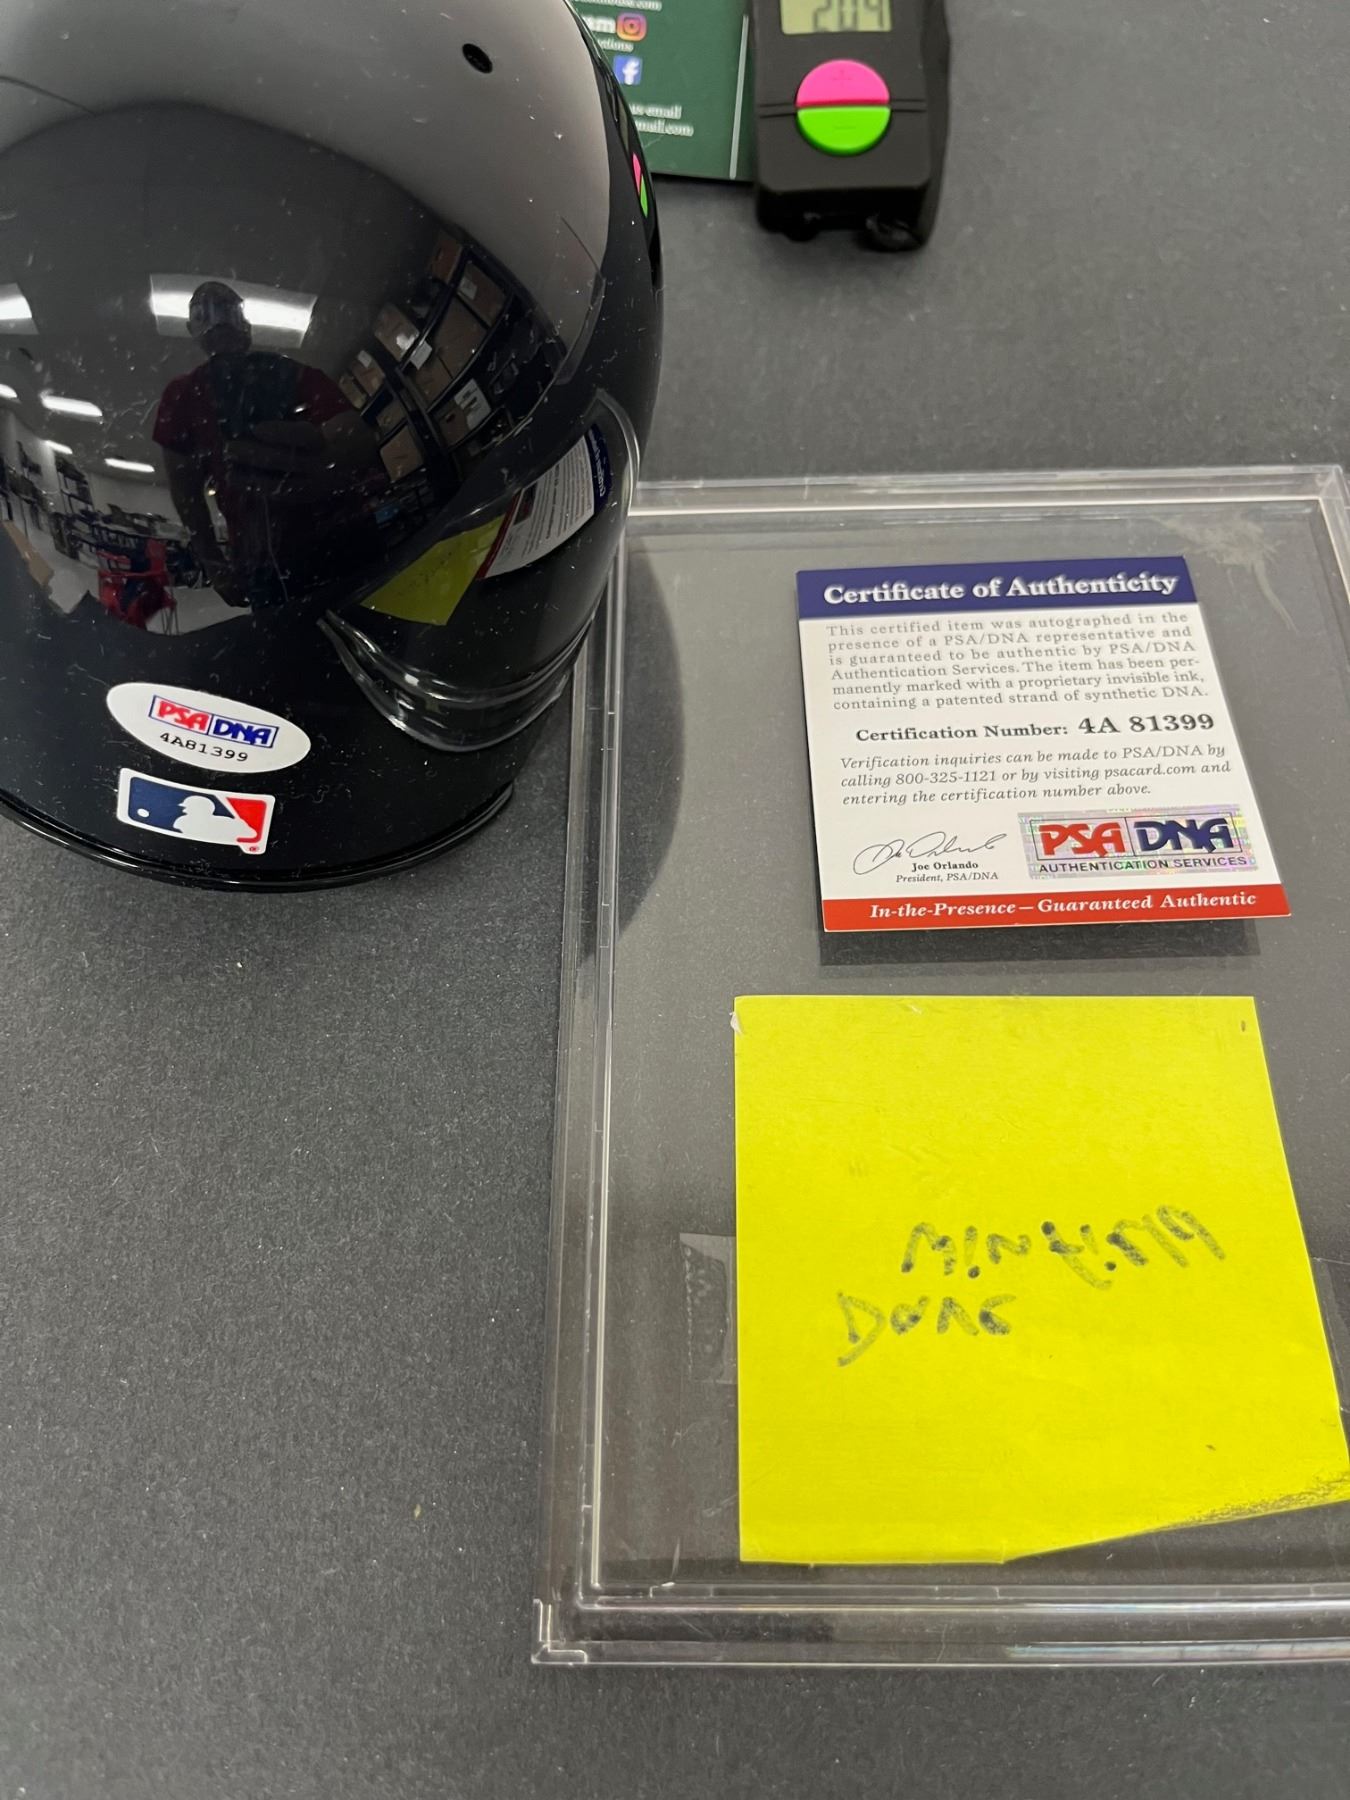 209
f
PSA DNA
4A81399
Certificate of Authenticity
This certified item was autographed in the
presence of a PSA/DNA representative and
is guaranteed to be authentic by PSA/DNA
Authentication Services. The item has been per-
manently marked with a proprietary invisible ink,
containing a patented strand of synthetic DNA.
Certification Number: 4A 81399
Verification inquiries can be made to PSA/DNA by
calling 800-325-1121 or by visiting psacard.com and
entering the certification number above.
Joe Orlando
President, PSA/DNA
PSA DNA
AUTHENTICATION SERVICES
In-the-Presence — Guaranteed Authentic
Winfield
Dave